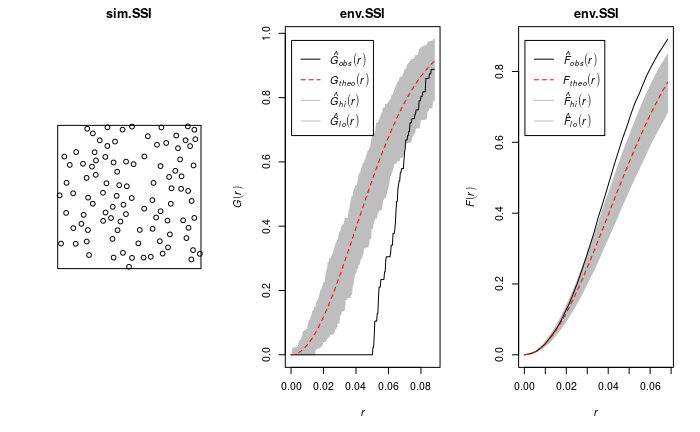 sim.SSI
env.SSI
Ĝobs(r)
Gtheo(r)
Ĝhi(r)
Ĝlo(r)
G(r)
0.0
0.2
0.4
0.6
0.8
1.0
0.00 0.02 0.04 0.06 0.08
r
env.SSI
F̂obs(r)
Ftheo(r)
F̂hi(r)
F̂lo(r)
F(r)
0.0
0.2
0.4
0.6
0.8
0.00 0.02 0.04 0.06
r